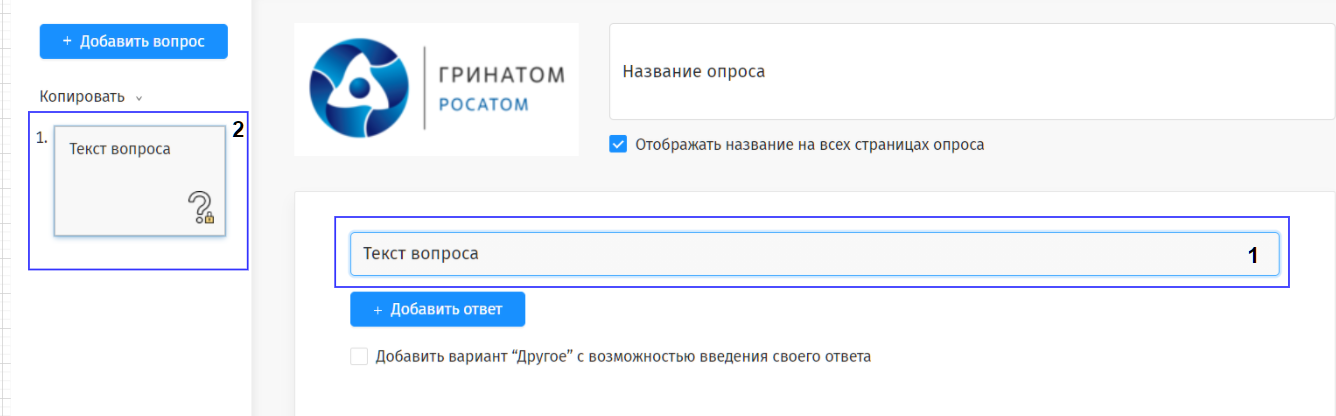 + Добавить вопрос
Копировать
1.
Текст вопроса
2
ГРИНАТОМ
РОСАТОМ
Название опроса
Отображать название на всех страницах опроса
Текст вопроса
1
+ Добавить ответ
Добавить вариант “Другое” с возможностью введения своего ответа